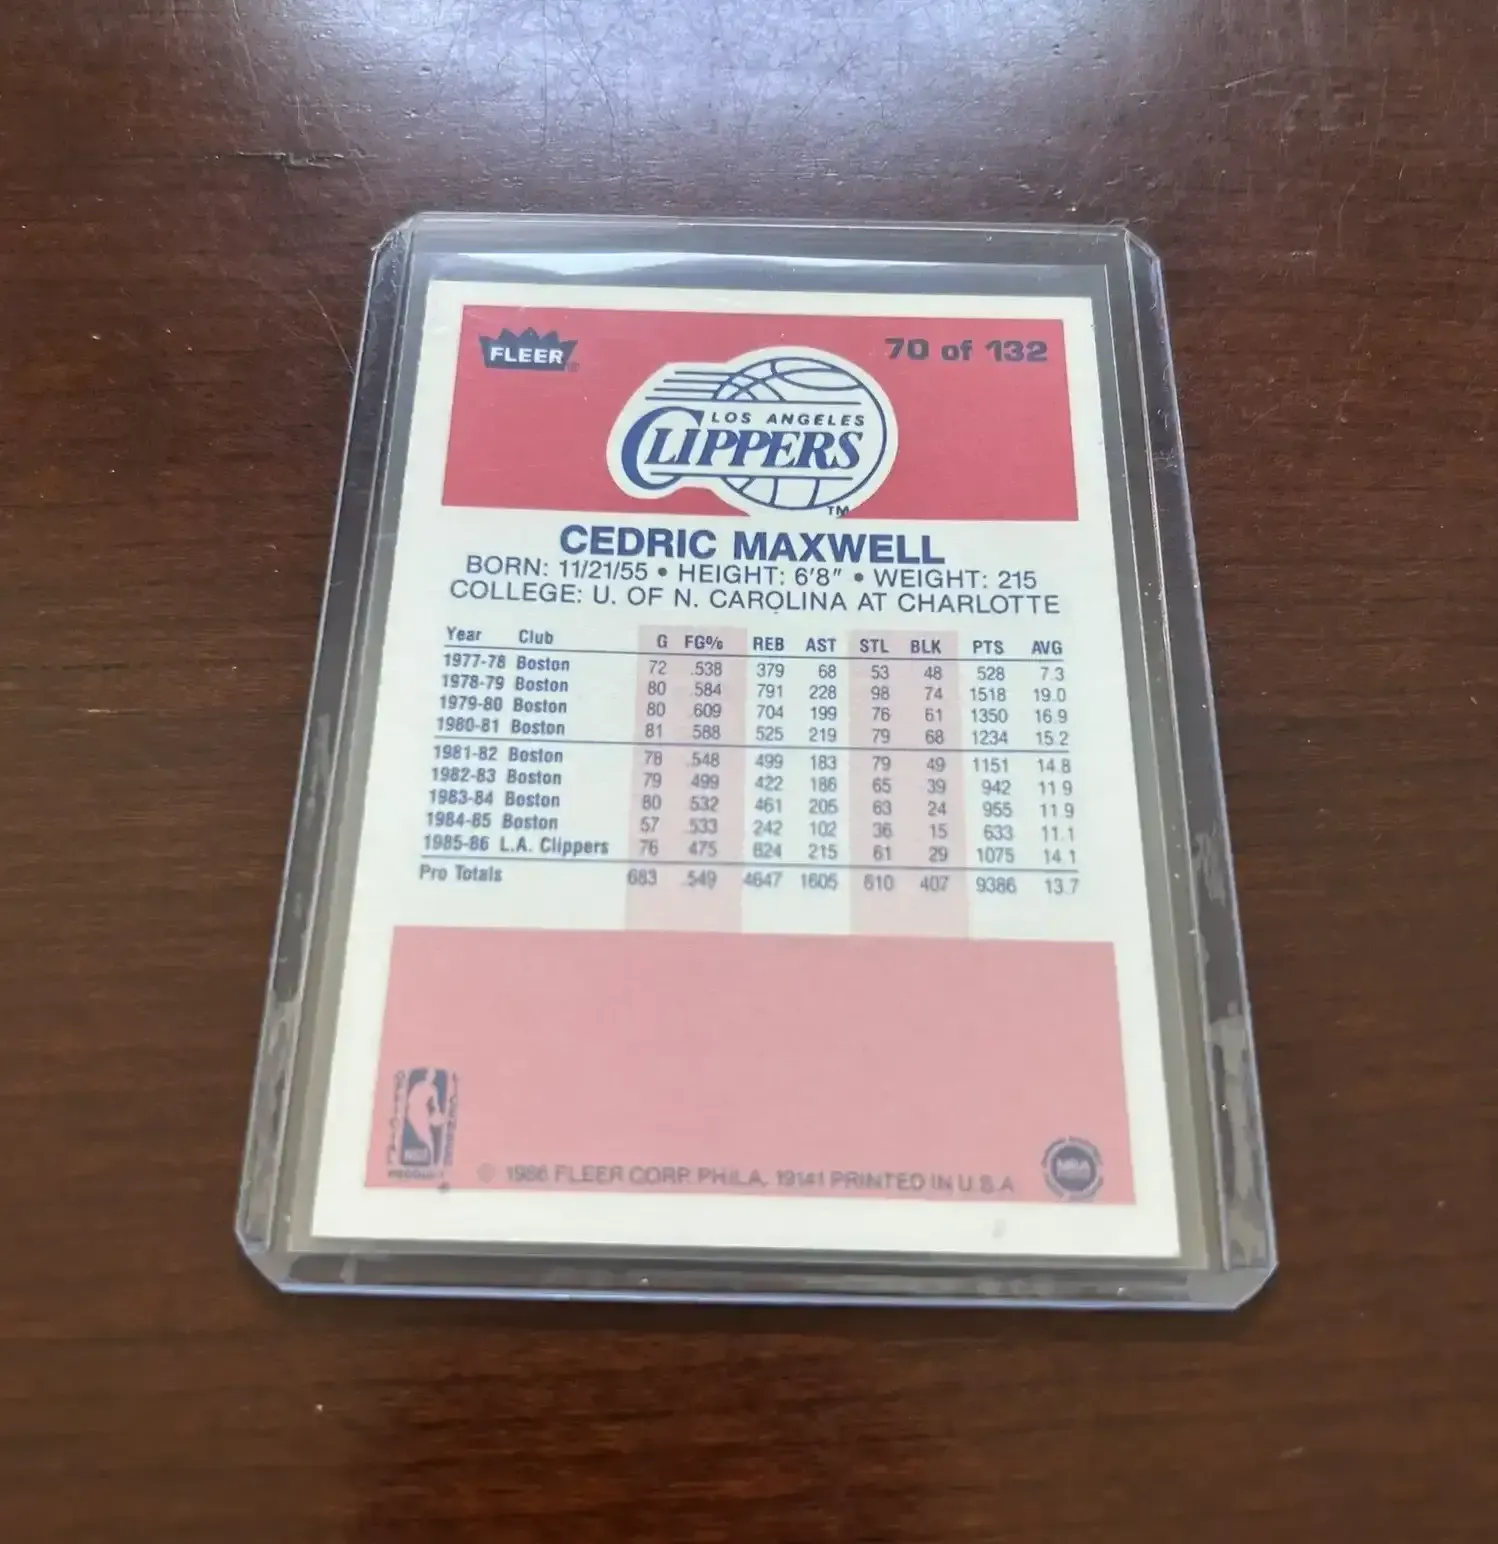 FLEER
70 of 132
LOS ANGELES
CLIPPERS
TM
CEDRIC MAXWELL
BORN: 11/21/55 • HEIGHT: 6'8" • WEIGHT: 215
COLLEGE: U. OF N. CAROLINA AT CHARLOTTE
Year Club G FG% REB AST STL BLK PTS AVG
1977-78 Boston 72 .538 379 68 53 48 528 7.3
1978-79 Boston 80 .584 791 228 98 74 1518 19.0
1979-80 Boston 80 .609 704 199 76 61 1350 16.9
1980-81 Boston 81 .588 525 219 79 68 1234 15.2
1981-82 Boston 78 .548 499 183 79 49 1151 14.8
1982-83 Boston 79 .499 422 186 65 39 942 11.9
1983-84 Boston 80 .532 461 205 63 24 955 11.9
1984-85 Boston 57 .533 242 102 36 15 633 11.1
1985-86 L.A. Clippers 76 .475 624 215 61 29 1075 14.1
Pro Totals 683 .549 4647 1605 610 407 9386 13.7
© 1986 FLEER CORP. PHILA. 19141 PRINTED IN U.S.A
NBA